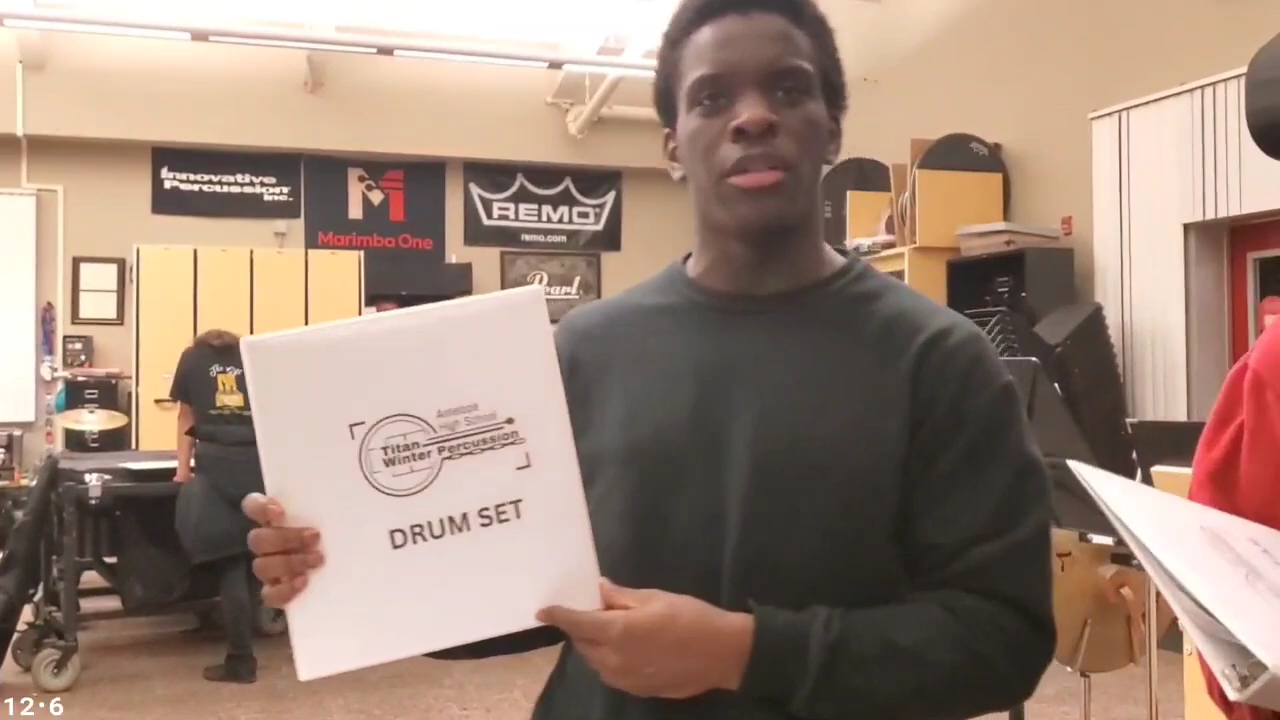 Innovative
Percussion
Inc.
M
Marimba One
REMO
remo.com
Pearl
The
Antelope
High School
Titan
Winter Percussion
DRUM SET
12·6